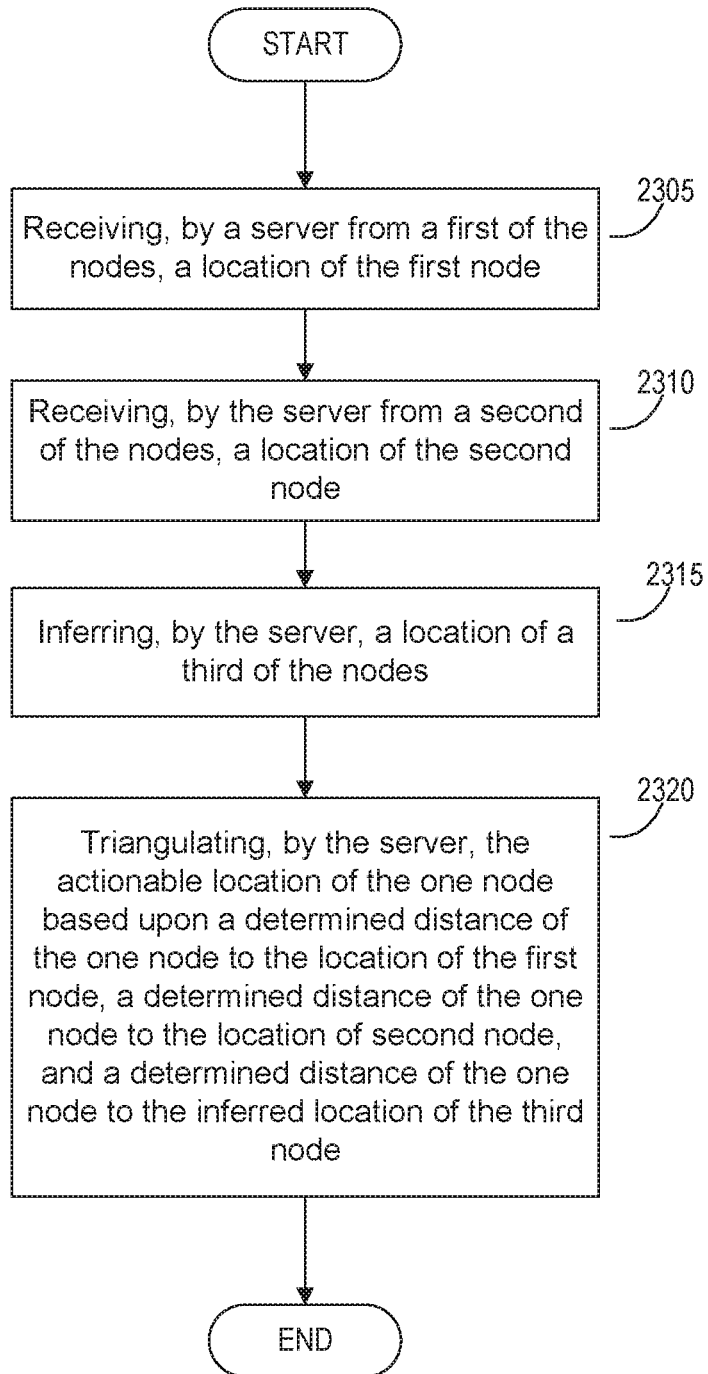 START
2305
Receiving, by a server from a first of the
nodes, a location of the first node
2310
Receiving, by the server from a second
of the nodes, a location of the second
node
2315
Inferring, by the server, a location of a
third of the nodes
2320
Triangulating, by the server, the
actionable location of the one node
based upon a determined distance of
the one node to the location of the first
node, a determined distance of the one
node to the location of second node,
and a determined distance of the one
node to the inferred location of the third
node
END